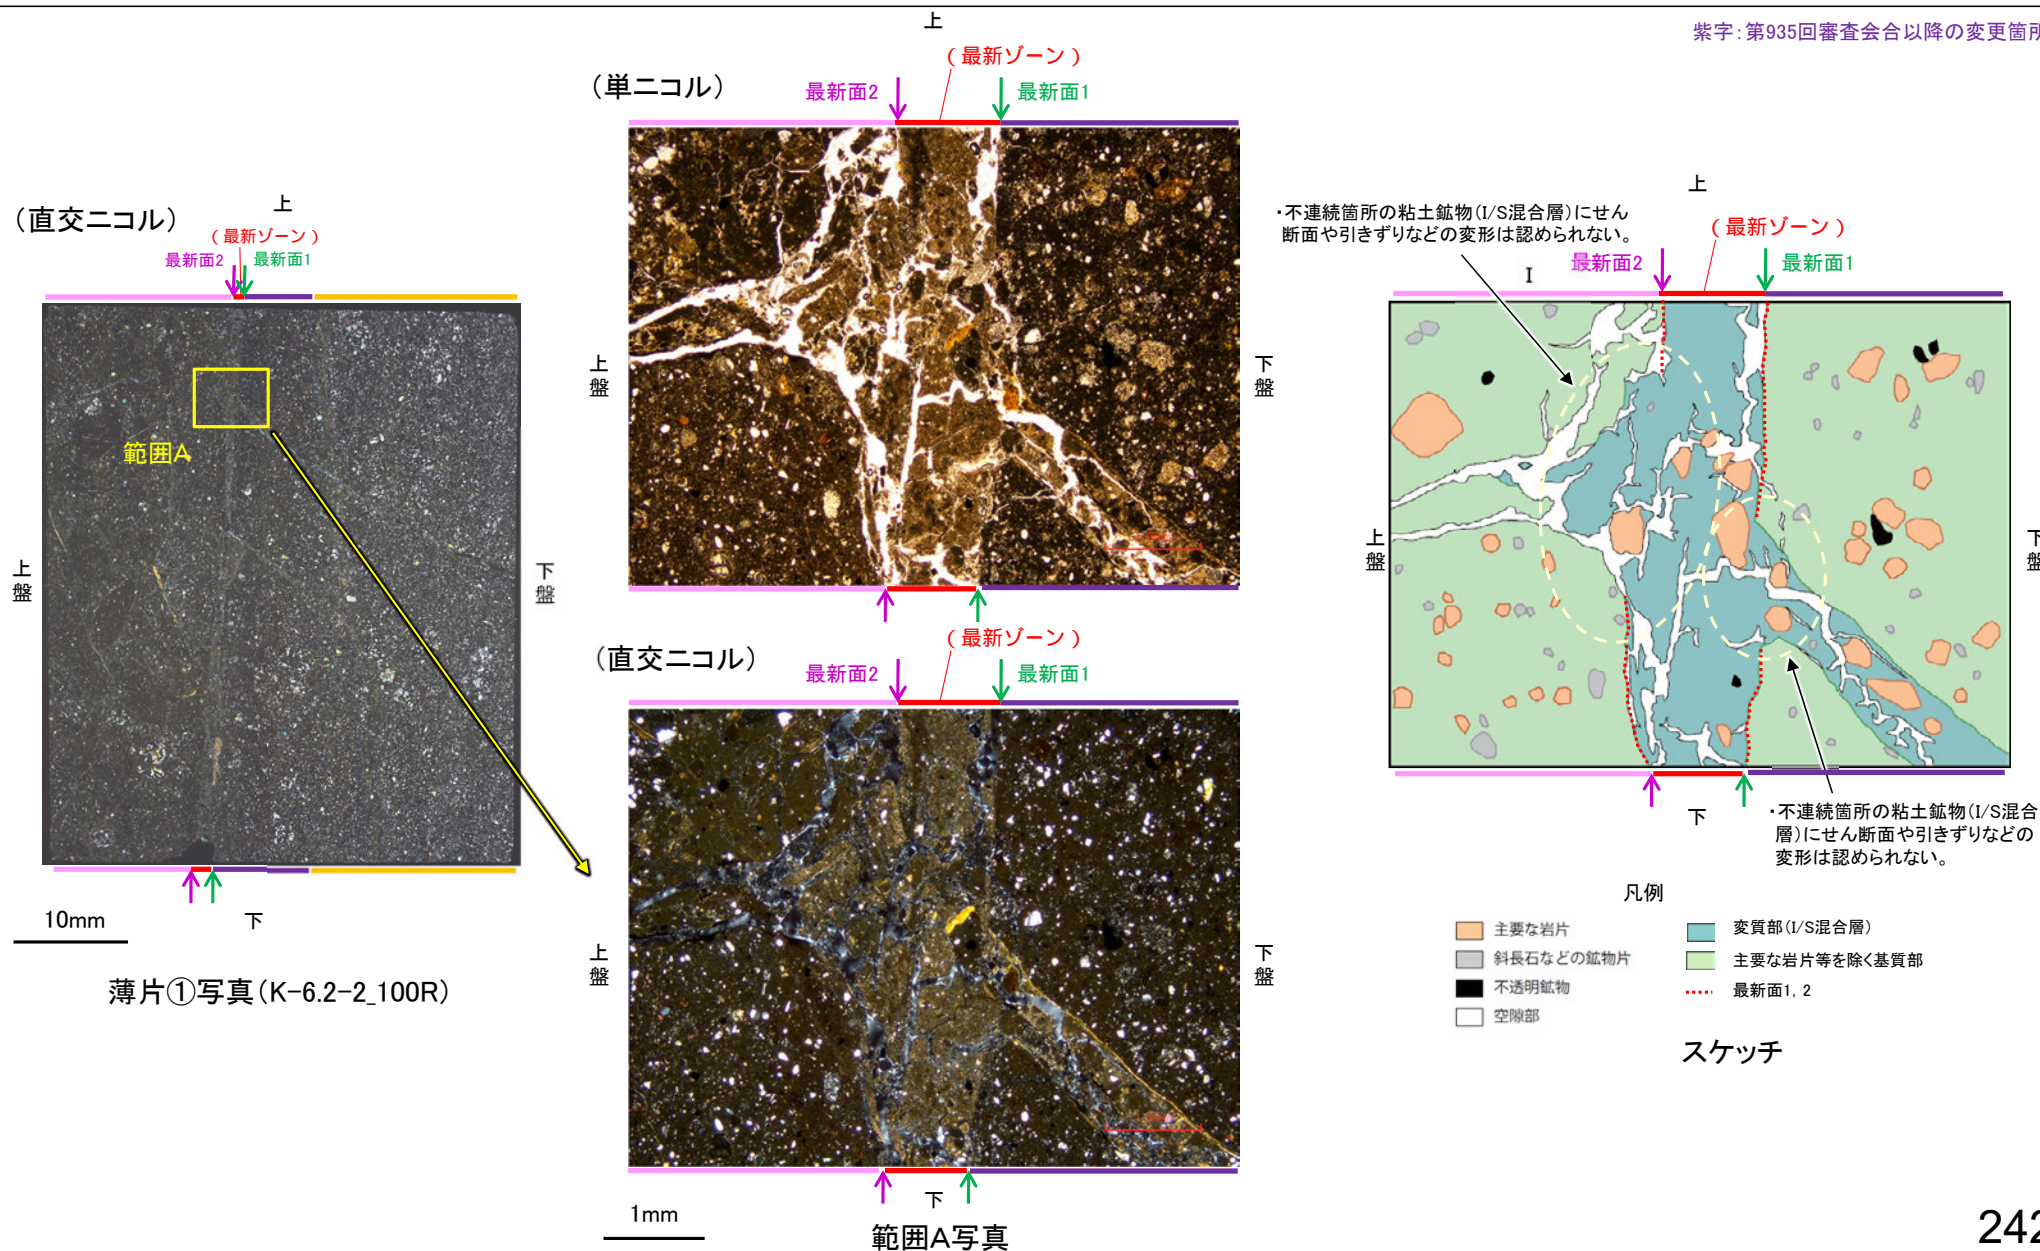 紫字：第935回審査会合以降の変更箇所
（直交ニコル）
上
（最新ゾーン）
最新面2
最新面1
範囲A
上盤
下盤
10mm
下
薄片①写真（K-6.2-2_100R）
上
（単ニコル）
（最新ゾーン）
最新面2
最新面1
上盤
下盤
（直交ニコル）
（最新ゾーン）
最新面2
最新面1
上盤
下盤
1mm
下
範囲A写真
上
・不連続箇所の粘土鉱物（I/S混合層）にせん
断面や引きずりなどの変形は認められない。
（最新ゾーン）
I
最新面2
最新面1
上盤
下盤
下
・不連続箇所の粘土鉱物（I/S混合
層）にせん断面や引きずりなどの
変形は認められない。
凡例
主要な岩片
斜長石などの鉱物片
不透明鉱物
空隙部
変質部（I/S混合層）
主要な岩片等を除く基質部
最新面1，2
スケッチ
242